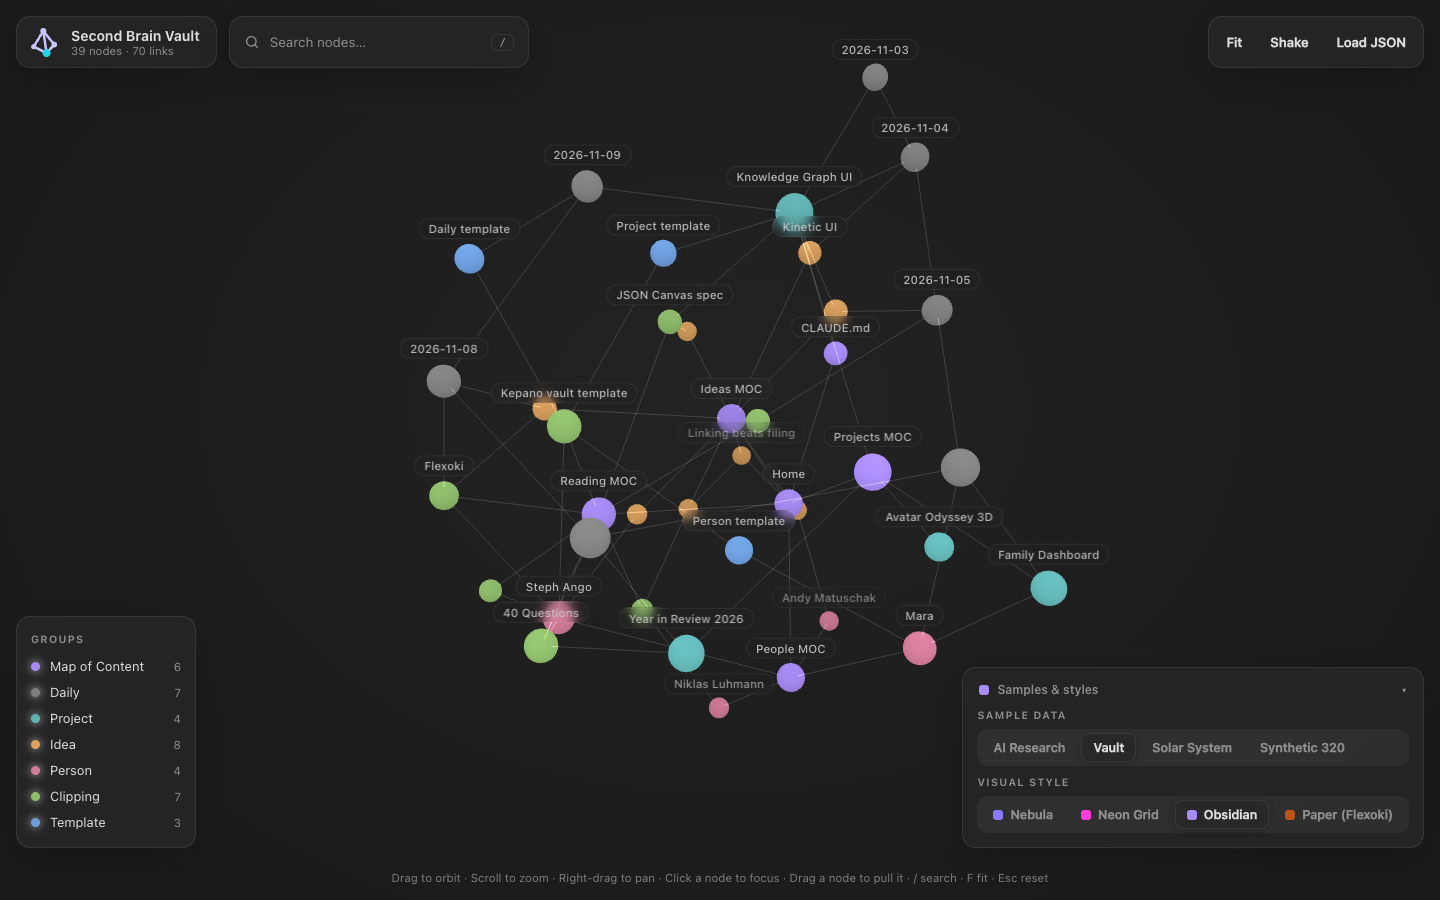 Second Brain Vault
39 nodes · 70 links
Search nodes...
/
Fit
Shake
Load JSON
2026-11-03
2026-11-04
2026-11-09
Knowledge Graph UI
Daily template
Project template
Kinetic UI
2026-11-05
JSON Canvas spec
CLAUDE.md
2026-11-08
Kepano vault template
Ideas MOC
Linking beats filing
Projects MOC
Flexoki
Reading MOC
Home
Person template
Avatar Odyssey 3D
Family Dashboard
Steph Ango
40 Questions
Andy Matuschak
Year in Review 2026
Mara
People MOC
Niklas Luhmann
GROUPS
Map of Content 6
Daily 7
Project 4
Idea 8
Person 4
Clipping 7
Template 3
Samples & styles
SAMPLE DATA
AI Research
Vault
Solar System
Synthetic 320
VISUAL STYLE
Nebula
Neon Grid
Obsidian
Paper (Flexoki)
Drag to orbit · Scroll to zoom · Right-drag to pan · Click a node to focus · Drag a node to pull it · / search · F fit · Esc reset